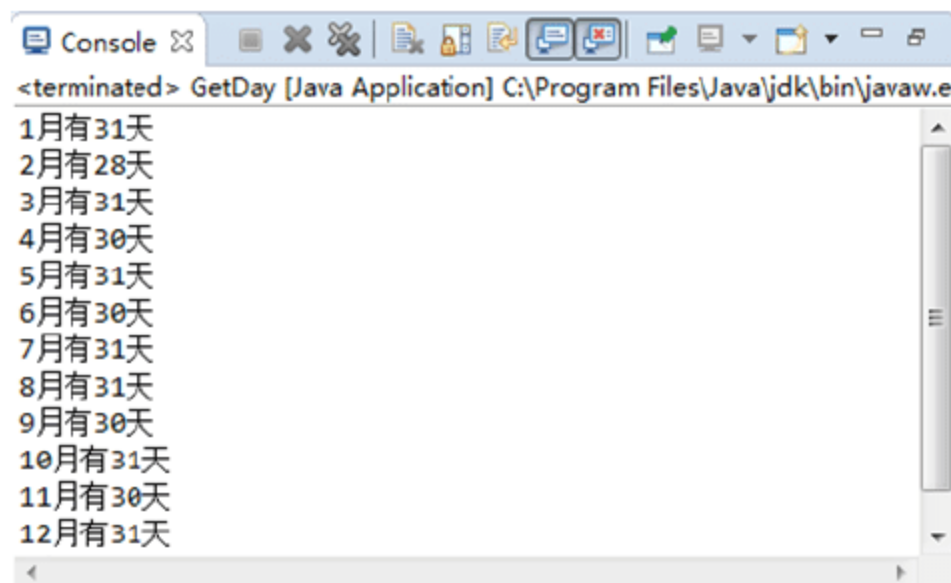 Console
<terminated> GetDay [Java Application] C:\Program Files\Java\jdk\bin\javaw.e
1月有31天
2月有28天
3月有31天
4月有30天
5月有31天
6月有30天
7月有31天
8月有31天
9月有30天
10月有31天
11月有30天
12月有31天